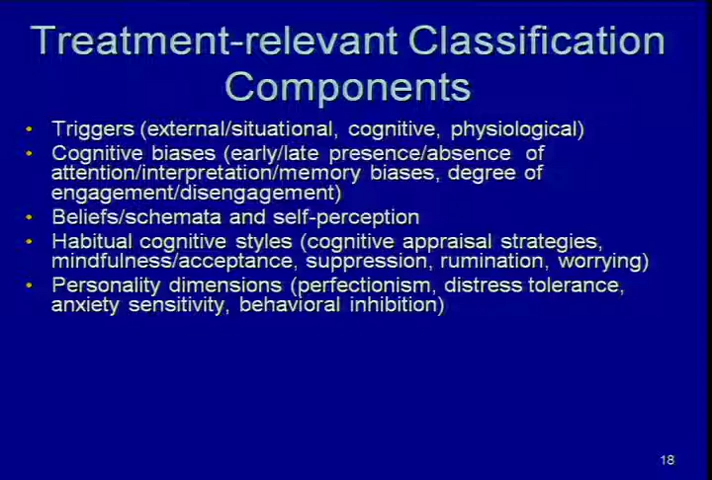 Treatment-relevant Classification
Components
• Triggers (external/situational, cognitive, physiological)
• Cognitive biases (early/late presence/absence of
attention/interpretation/memory biases, degree of
engagement/disengagement)
• Beliefs/schemata and self-perception
• Habitual cognitive styles (cognitive appraisal strategies,
mindfulness/acceptance, suppression, rumination, worrying)
• Personality dimensions (perfectionism, distress tolerance,
anxiety sensitivity, behavioral inhibition)
18